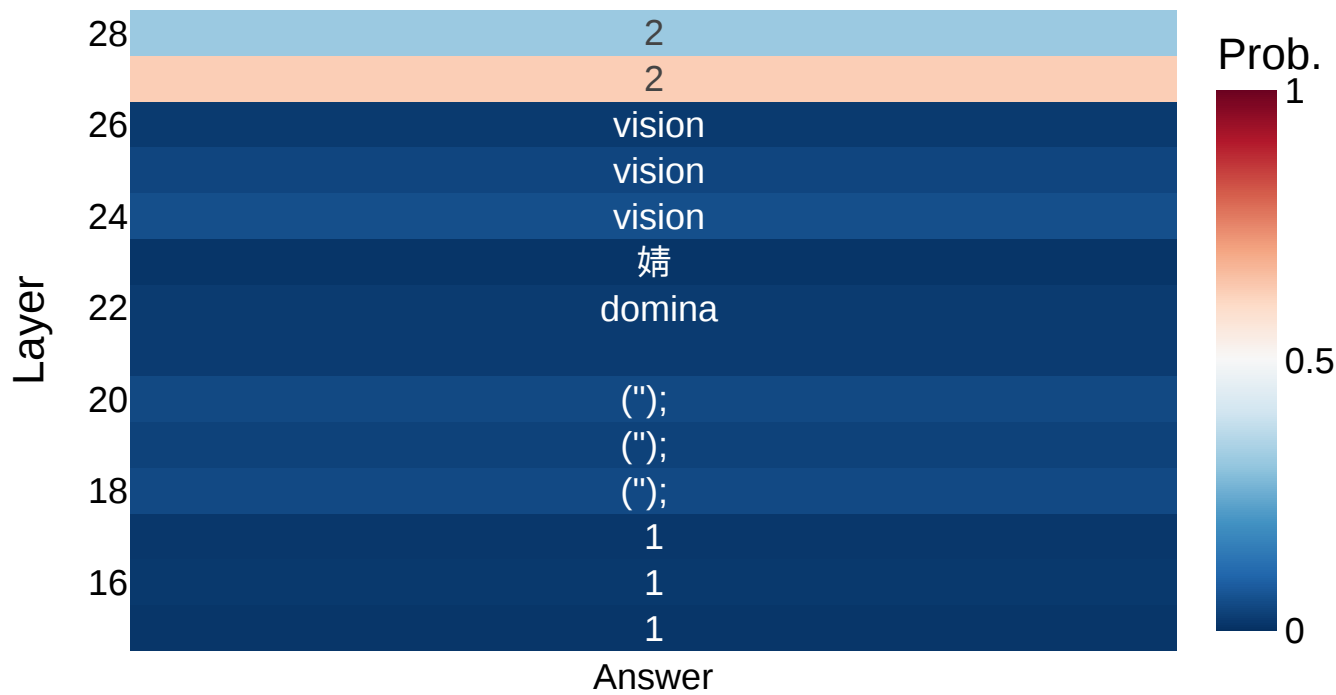 28 2
2
Prob.
1
26 vision
vision
24 vision
婧
22 domina
Layer
0.5
20 ('');
('');
18 ('');
1
16 1
1
0
Answer